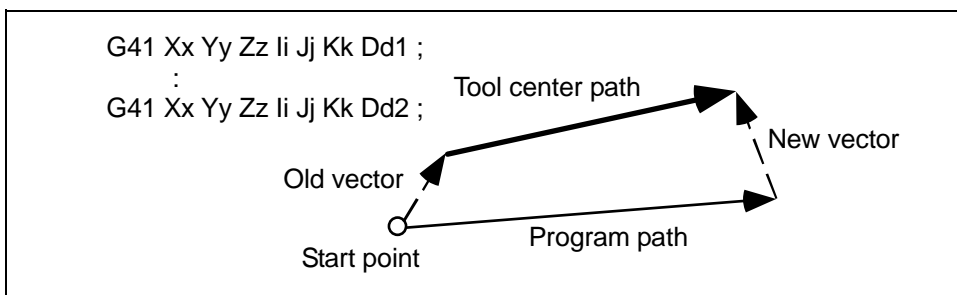 G41 Xx Yy Zz Ii Jj Kk Dd1 ;
:
G41 Xx Yy Zz Ii Jj Kk Dd2 ;
Tool center path
New vector
Old vector
Program path
Start point